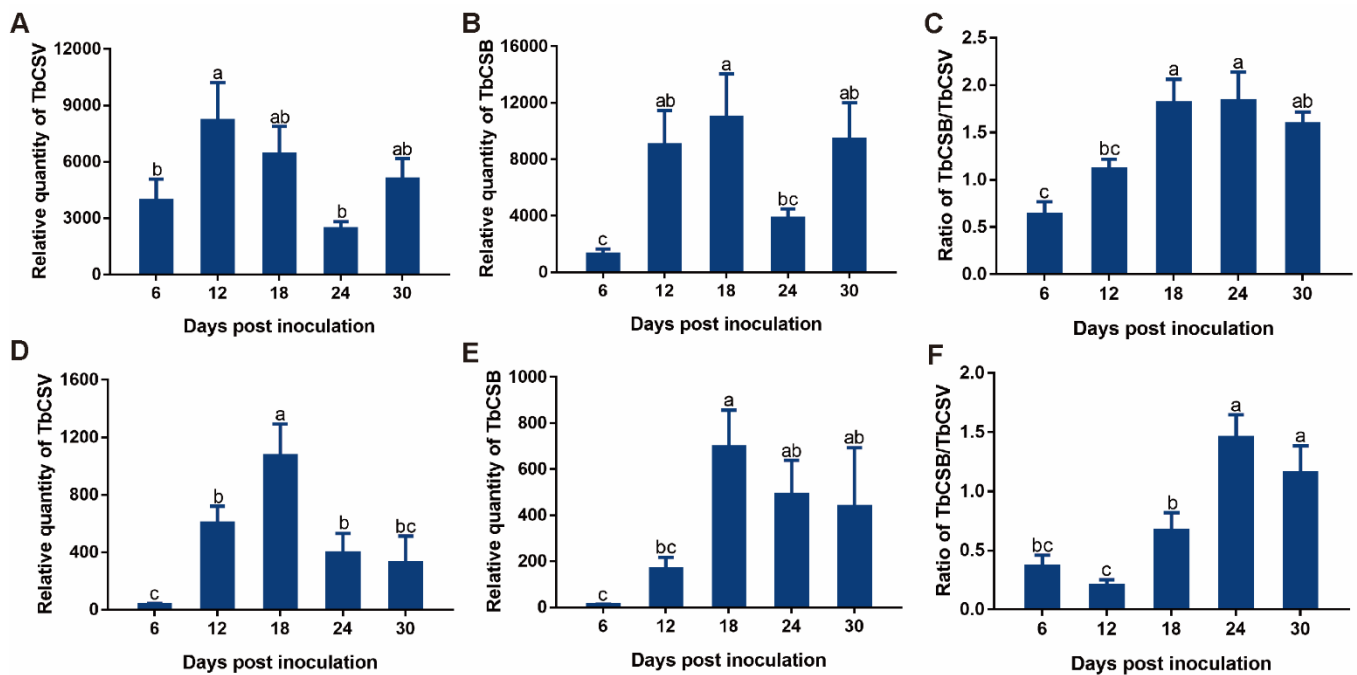 A
Relative quantity of TbCSV
12000
9000
6000
3000
0
b
a
ab
b
ab
6 12 18 24 30
Days post inoculation
B
Relative quantity of TbCSB
16000
12000
8000
4000
0
c
ab
a
bc
ab
6 12 18 24 30
Days post inoculation
C
Ratio of TbCSB/TbCSV
2.5
2.0
1.5
1.0
0.5
0.0
c
bc
a
a
ab
6 12 18 24 30
Days post inoculation
D
Relative quantity of TbCSV
1600
1200
800
400
0
c
b
a
b
bc
6 12 18 24 30
Days post inoculation
E
Relative quantity of TbCSB
1000
800
600
400
200
0
c
bc
a
ab
ab
6 12 18 24 30
Days post inoculation
F
Ratio of TbCSB/TbCSV
2.0
1.5
1.0
0.5
0.0
bc
c
b
a
a
6 12 18 24 30
Days post inoculation